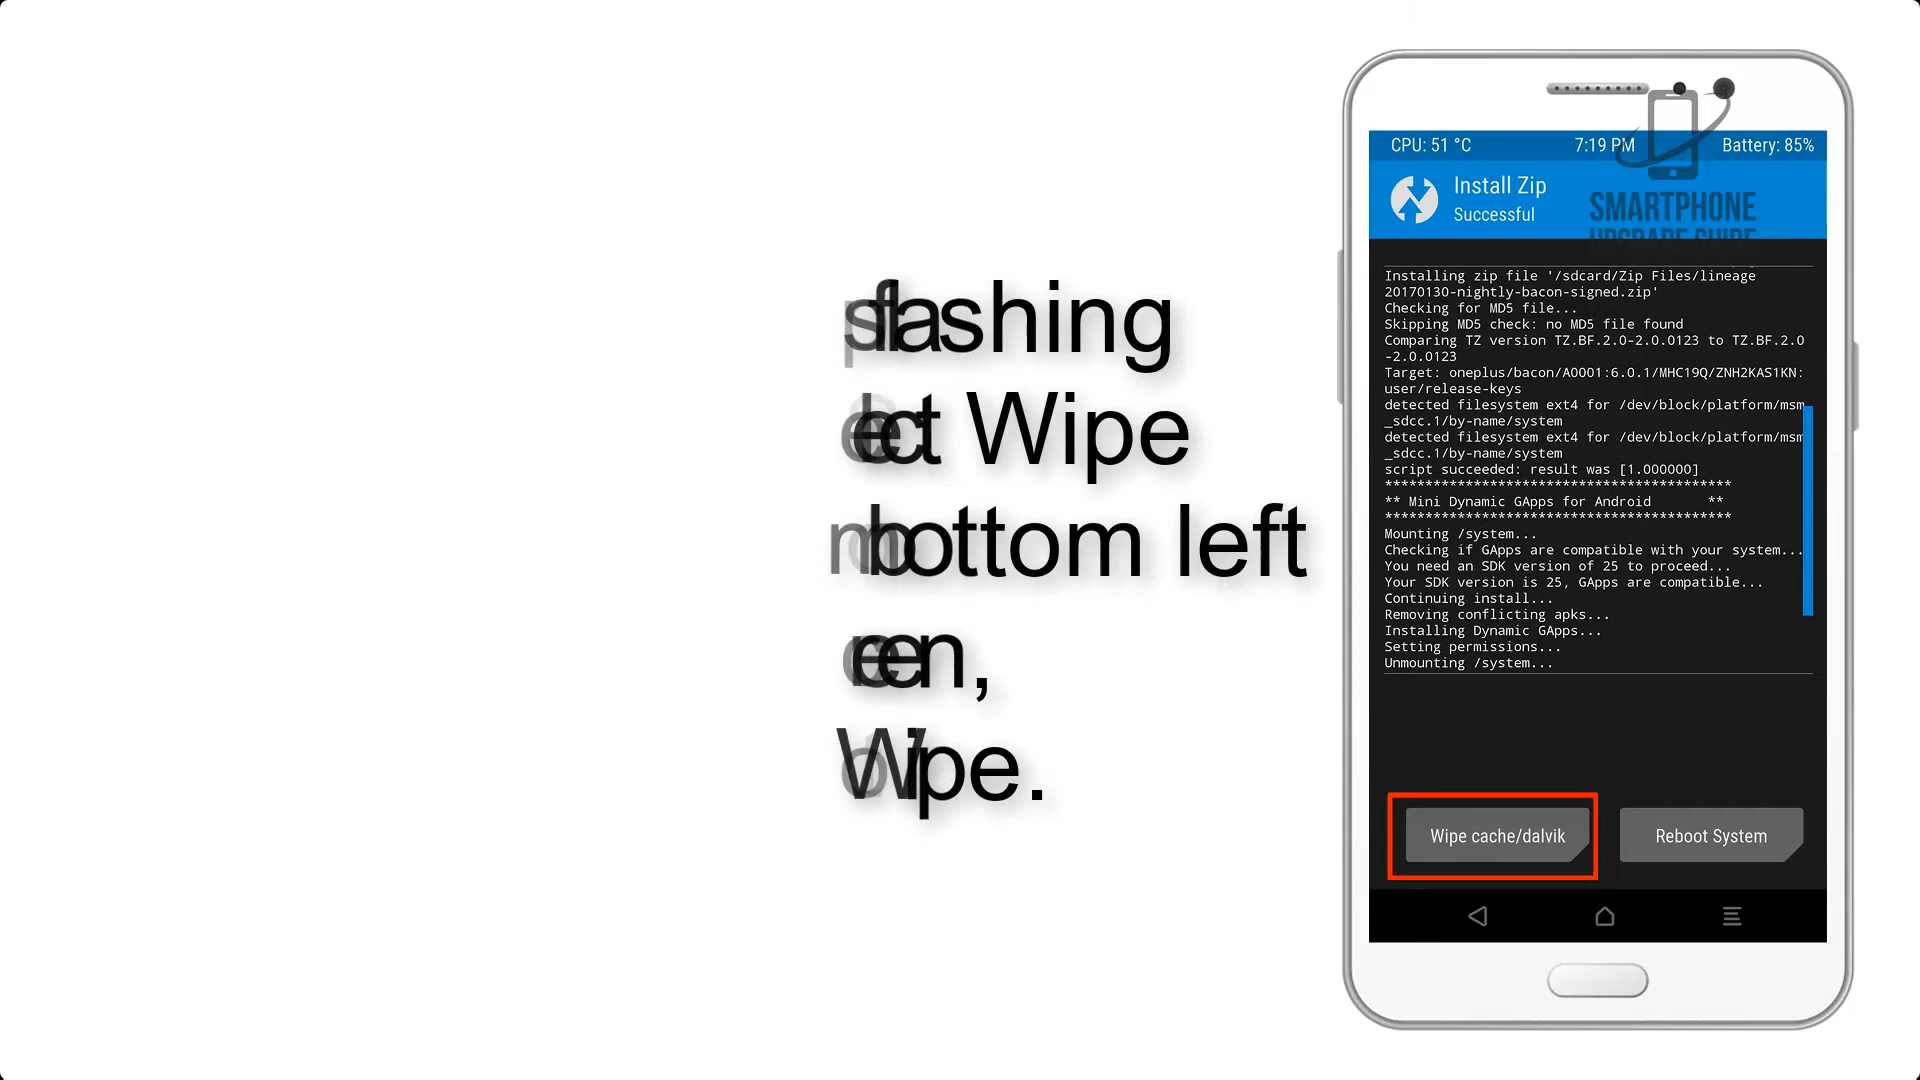 flashing
Wipe
bottom left
Wipe.
CPU: 51 °C 7:19 PM Battery: 85%
Install Zip
Successful
SMARTPHONE
UPGRADE GUIDE
Installing zip file '/sdcard/Zip Files/lineage
20170130-nightly-bacon-signed.zip'
Checking for MD5 file...
Skipping MD5 check: no MD5 file found
Comparing TZ version TZ.BF.2.0-2.0.0123 to TZ.BF.2.0
-2.0.0123
Target: oneplus/bacon/A0001:6.0.1/MHC19Q/ZNH2KAS1KN:
user/release-keys
detected filesystem ext4 for /dev/block/platform/msm
_sdcc.1/by-name/system
detected filesystem ext4 for /dev/block/platform/msm
_sdcc.1/by-name/system
script succeeded: result was [1.000000]
*******************************************
** Mini Dynamic GApps for Android **
*******************************************
Mounting /system...
Checking if GApps are compatible with your system...
You need an SDK version of 25 to proceed...
Your SDK version is 25, GApps are compatible...
Continuing install...
Removing conflicting apks...
Installing Dynamic GApps...
Setting permissions...
Unmounting /system...
Wipe cache/dalvik Reboot System